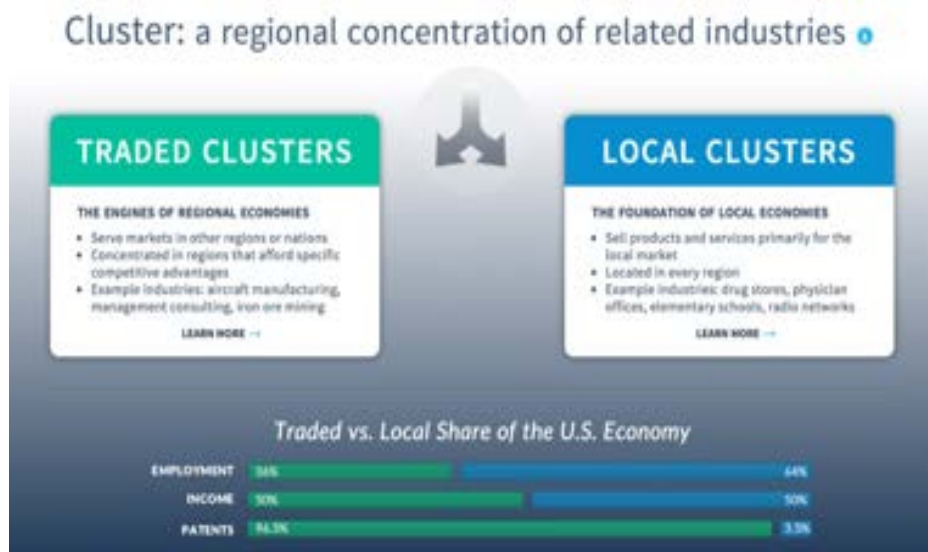 Cluster: a regional concentration of related industries
TRADED CLUSTERS
THE ENGINES OF REGIONAL ECONOMIES
• Serve markets in other regions or nations
• Concentrated in regions that afford specific
competitive advantages
• Example industries: aircraft manufacturing,
management consulting, iron ore mining
LEARN MORE →
LOCAL CLUSTERS
THE FOUNDATION OF LOCAL ECONOMIES
• Sell products and services primarily for the
local market
• Located in every region
• Example industries: drug stores, physician
offices, elementary schools, radio networks
LEARN MORE →
Traded vs. Local Share of the U.S. Economy
EMPLOYMENT 36% 64%
INCOME 50% 50%
PATENTS 96.5% 3.5%